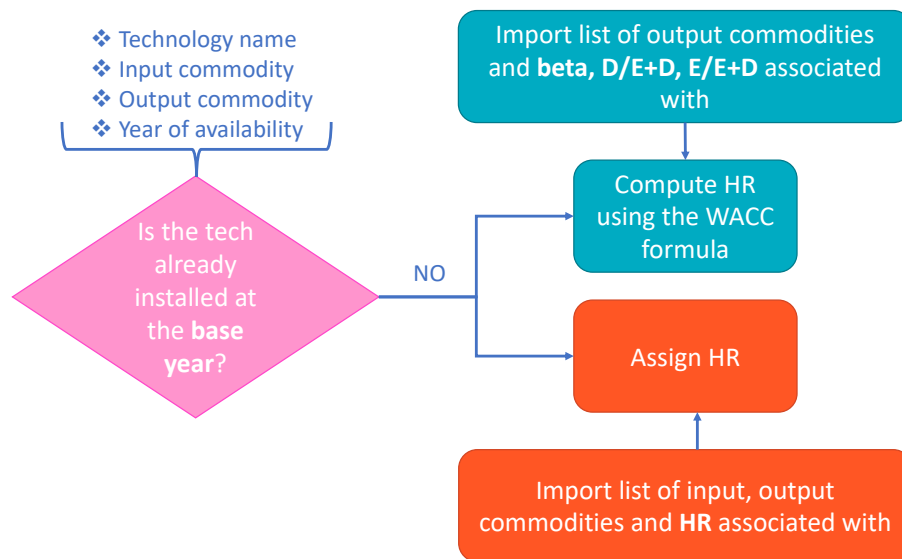 ❖ Technology name
❖ Input commodity
❖ Output commodity
❖ Year of availability
Import list of output commodities
and beta, D/E+D, E/E+D associated
with
Compute HR
using the WACC
formula
Is the tech
already
installed at
the base
year?
NO
Assign HR
Import list of input, output
commodities and HR associated with